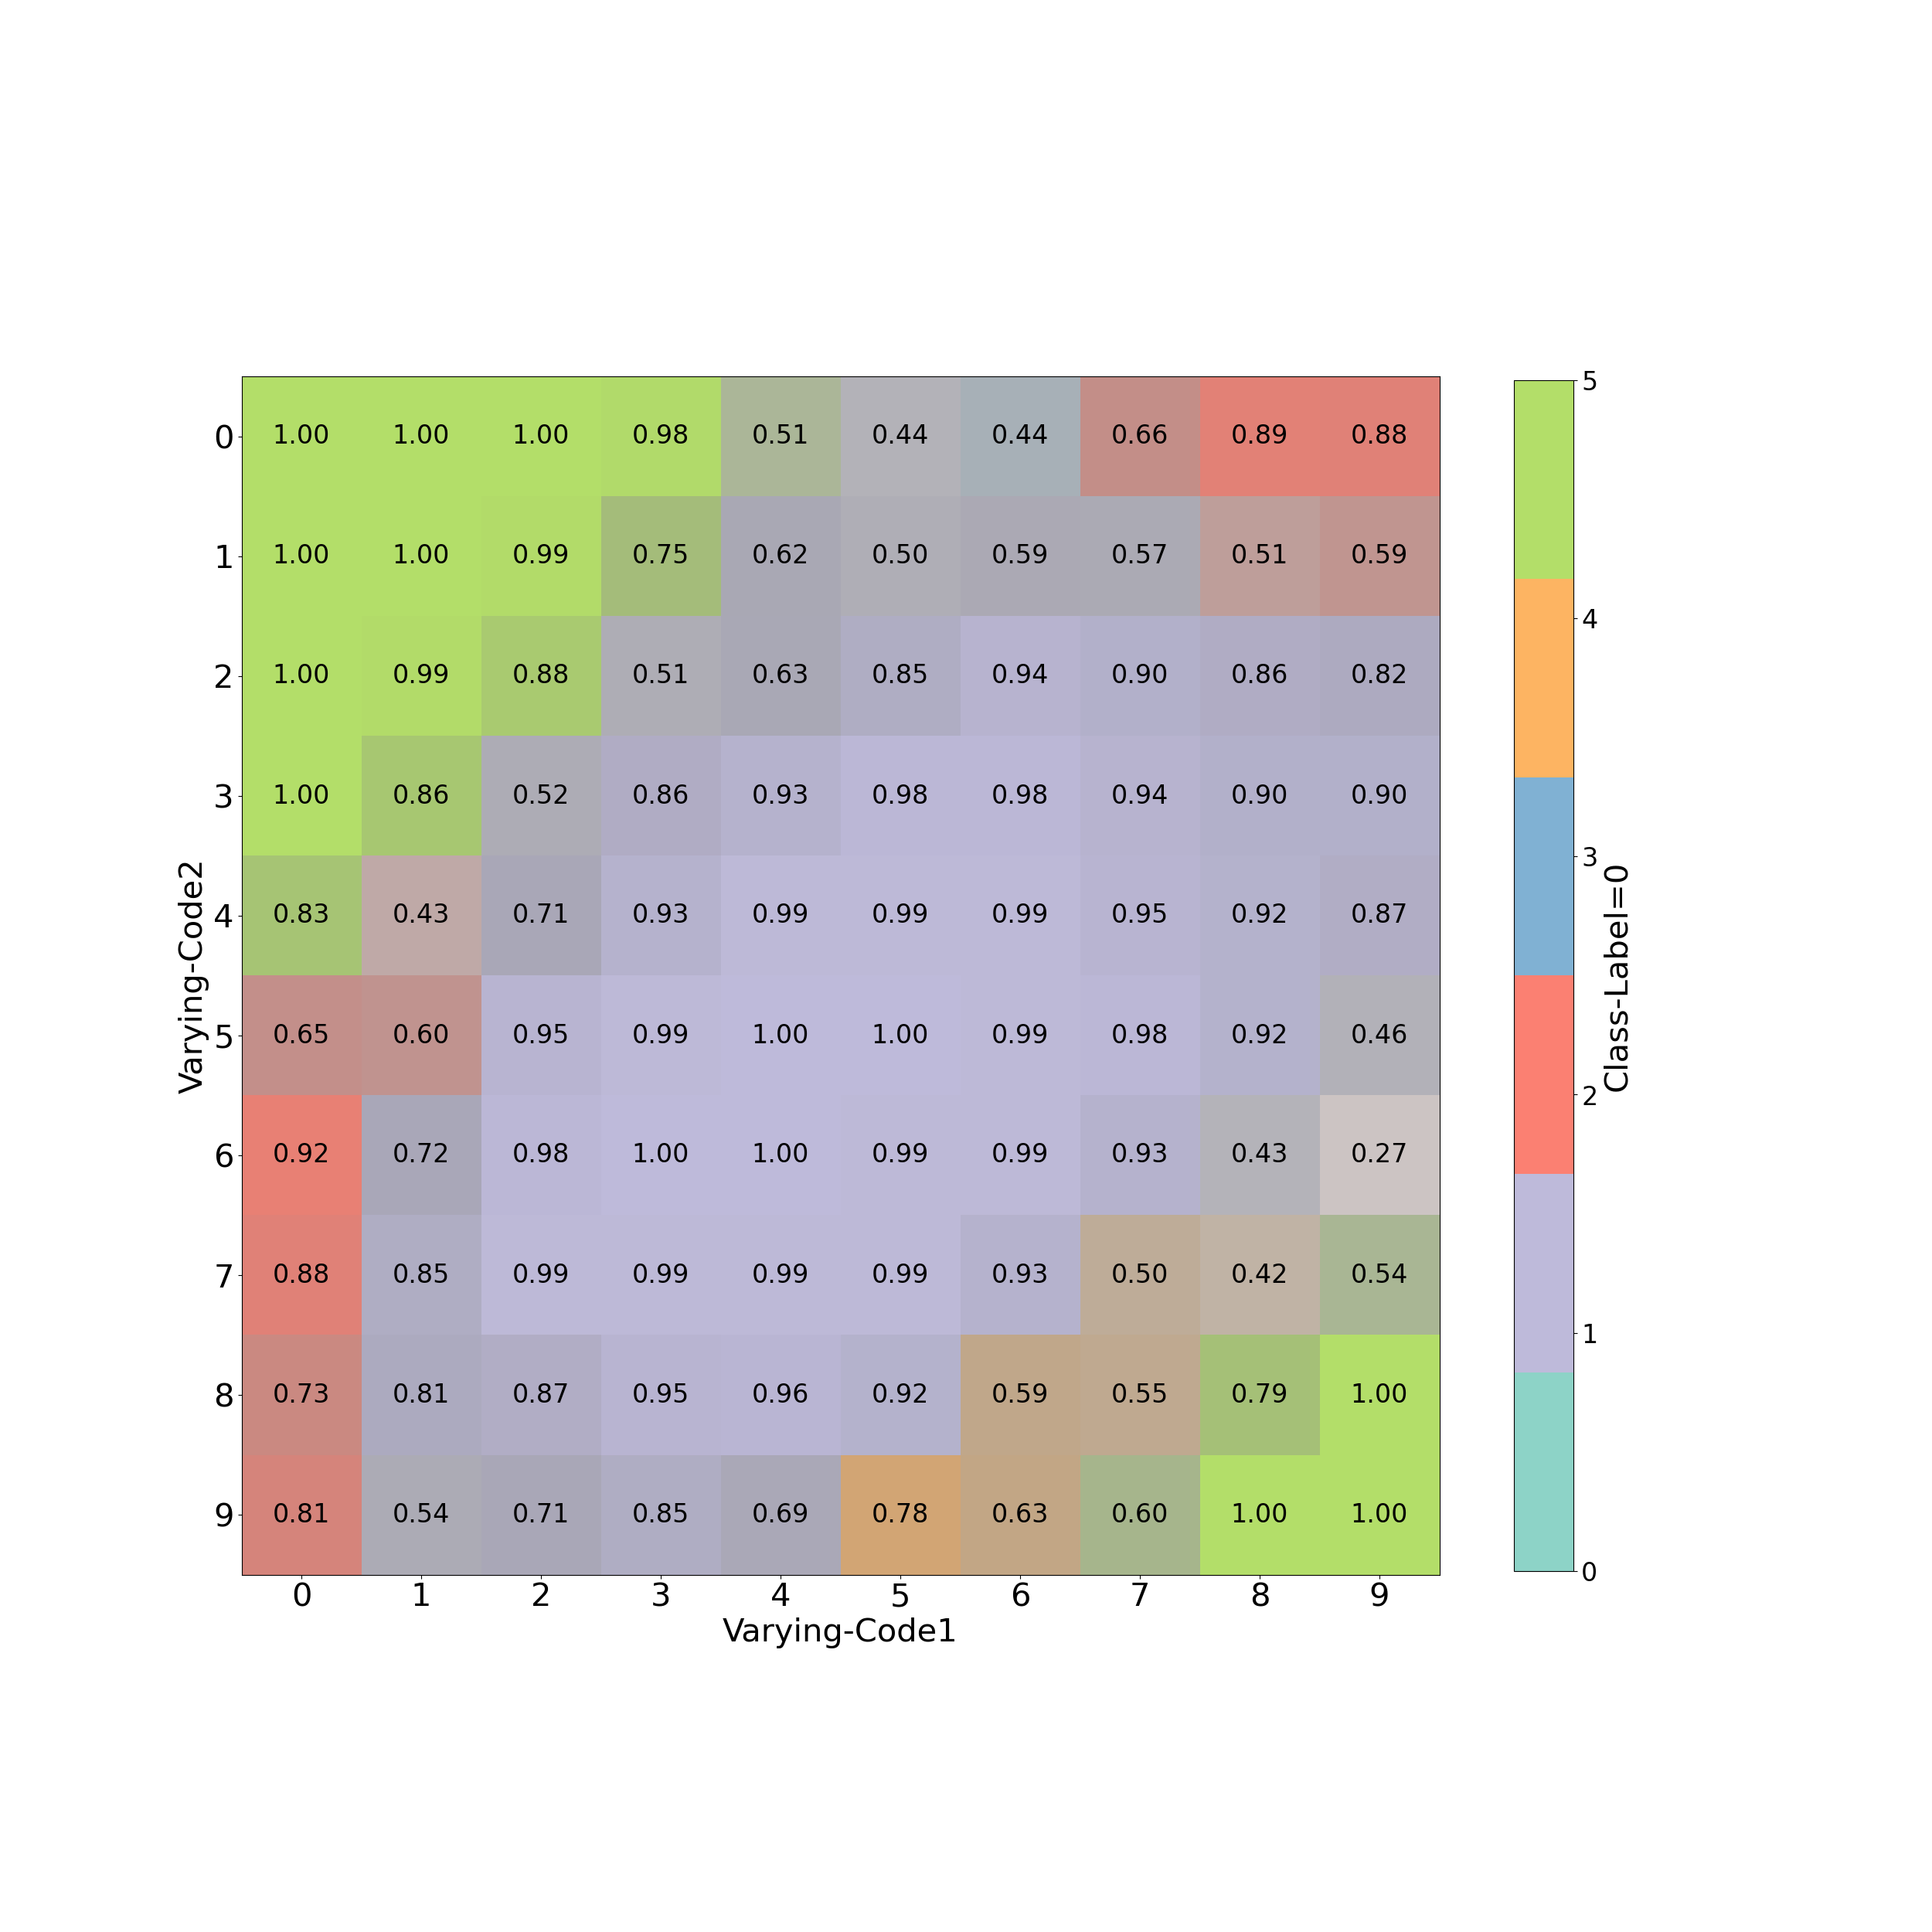 0 1.00 1.00 1.00 0.98 0.51 0.44 0.44 0.66 0.89 0.88
1 1.00 1.00 0.99 0.75 0.62 0.50 0.59 0.57 0.51 0.59
2 1.00 0.99 0.88 0.51 0.63 0.85 0.94 0.90 0.86 0.82
3 1.00 0.86 0.52 0.86 0.93 0.98 0.98 0.94 0.90 0.90
4 0.83 0.43 0.71 0.93 0.99 0.99 0.99 0.95 0.92 0.87
5 0.65 0.60 0.95 0.99 1.00 1.00 0.99 0.98 0.92 0.46
6 0.92 0.72 0.98 1.00 1.00 0.99 0.99 0.93 0.43 0.27
7 0.88 0.85 0.99 0.99 0.99 0.99 0.93 0.50 0.42 0.54
8 0.73 0.81 0.87 0.95 0.96 0.92 0.59 0.55 0.79 1.00
9 0.81 0.54 0.71 0.85 0.69 0.78 0.63 0.60 1.00 1.00
0 1 2 3 4 5 6 7 8 9
Varying-Code1
Varying-Code2
5
4
3
2
1
0
Class-Label=0